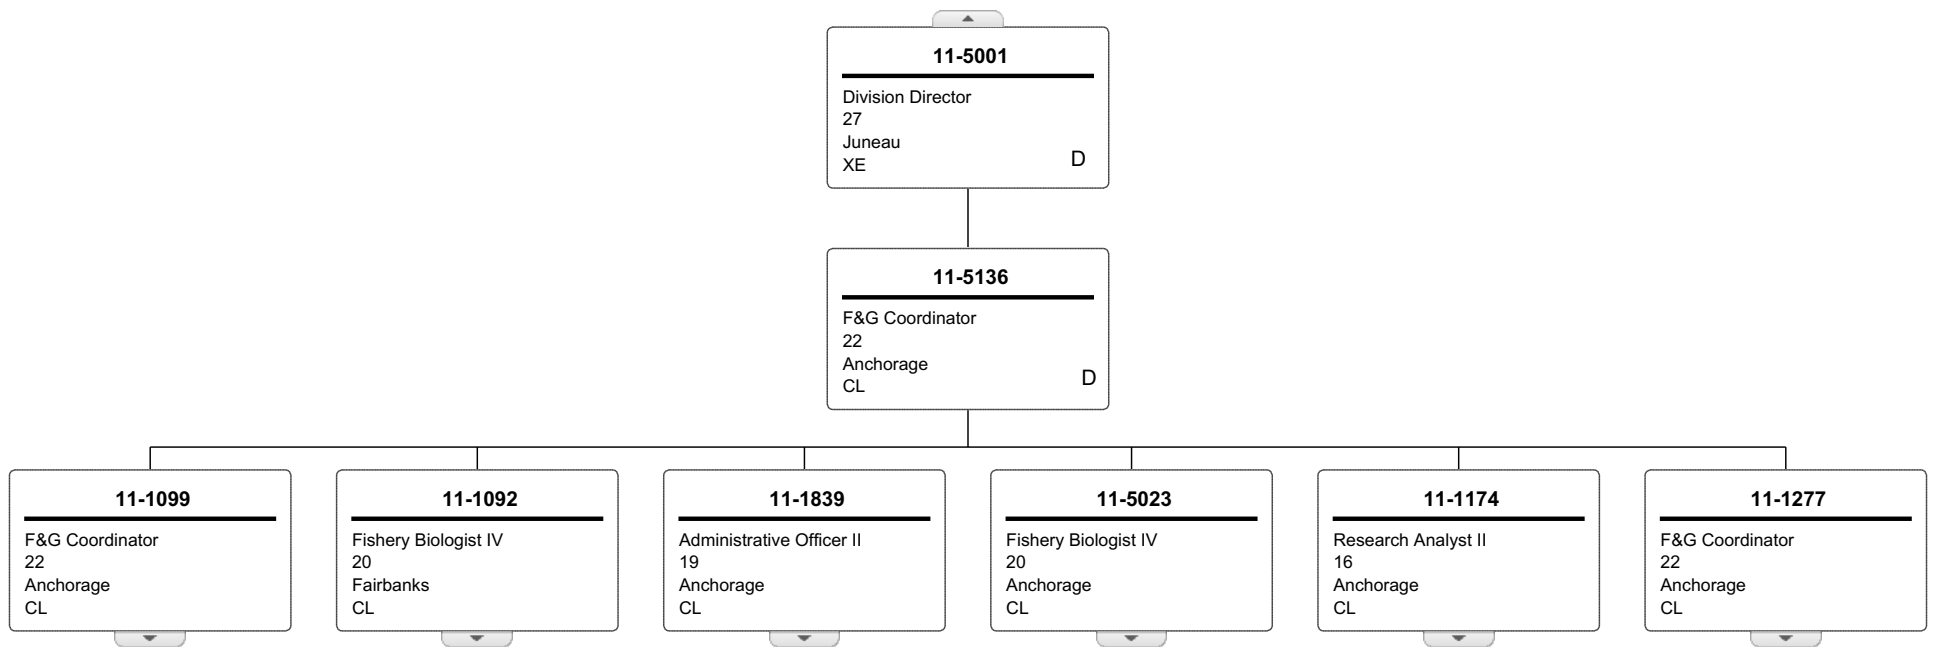 11-5001
Division Director
27
Juneau
XE
D
11-5136
F&G Coordinator
22
Anchorage
CL
D
11-1099
F&G Coordinator
22
Anchorage
CL
11-1092
Fishery Biologist IV
20
Fairbanks
CL
11-1839
Administrative Officer II
19
Anchorage
CL
11-5023
Fishery Biologist IV
20
Anchorage
CL
11-1174
Research Analyst II
16
Anchorage
CL
11-1277
F&G Coordinator
22
Anchorage
CL